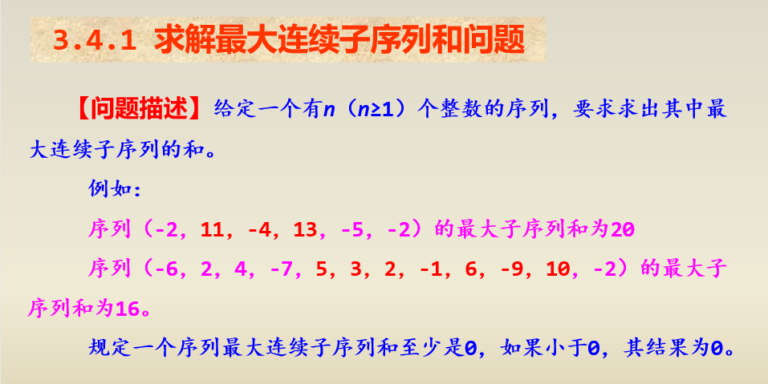 3.4.1 求解最大连续子序列和问题
【问题描述】给定一个有n（n≥1）个整数的序列，要求求出其中最
大连续子序列的和。
例如：
序列（-2，11，-4，13，-5，-2）的最大子序列和为20
序列（-6，2，4，-7，5，3，2，-1，6，-9，10，-2）的最大子
序列和为16。
规定一个序列最大连续子序列和至少是0，如果小于0，其结果为0。